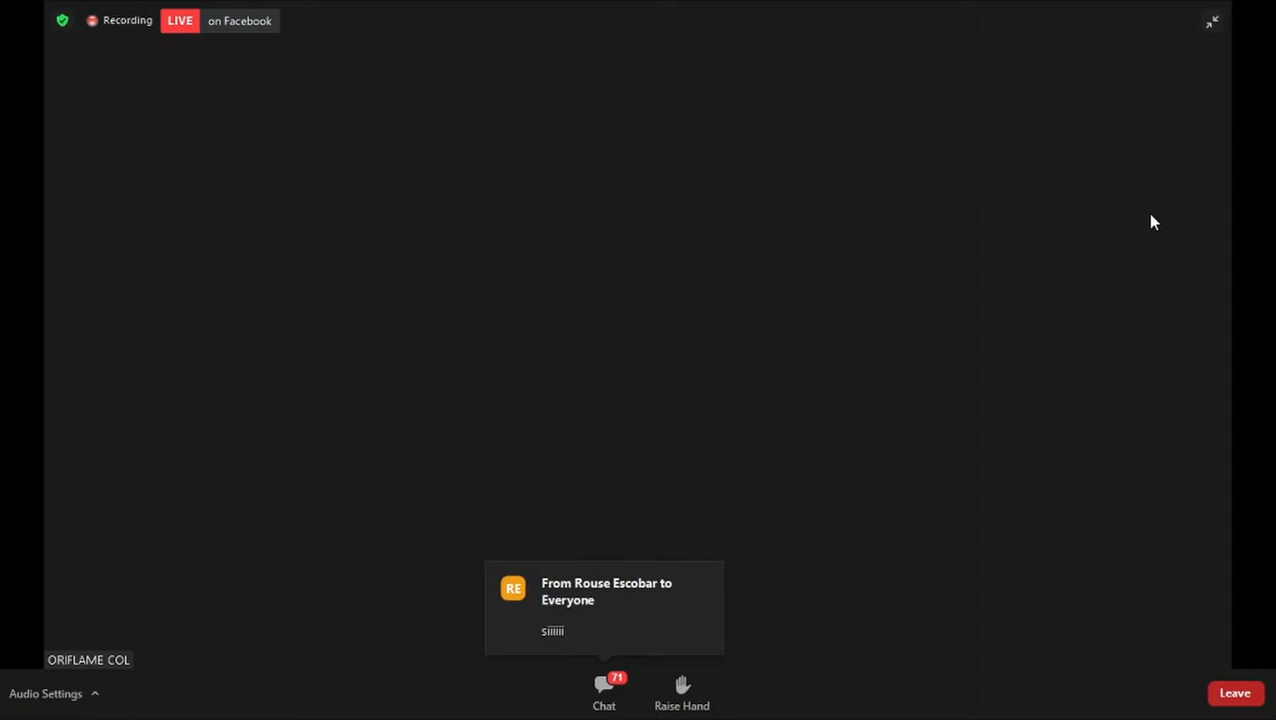 Recording LIVE on Facebook
RE
From Rouse Escobar to
Everyone
siiiiii
ORIFLAME COL
Audio Settings
71
Chat
Raise Hand
Leave